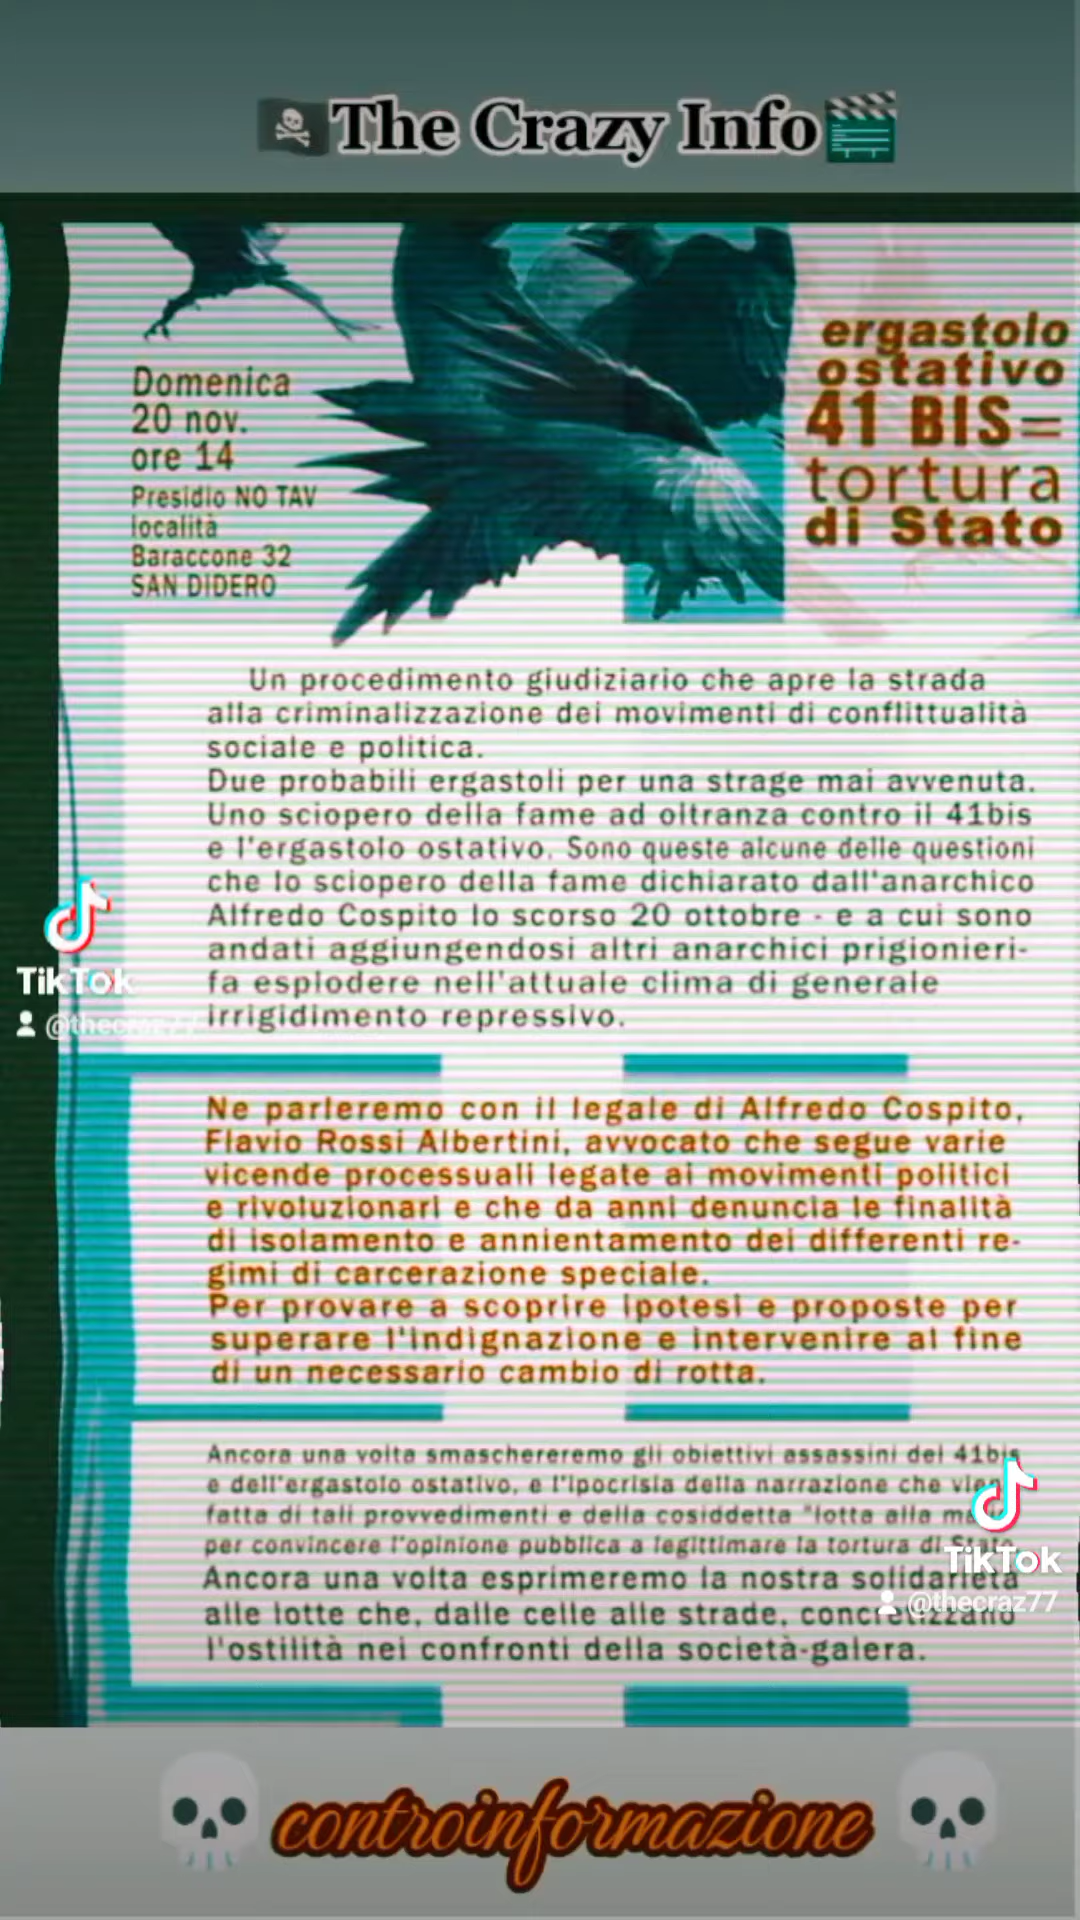 The Crazy Info
Domenica
20 nov.
ore 14
Presidio NO TAV
località
Baraccone 32
SAN DIDERO
ergastolo
ostativo
41 BIS=
tortura
di Stato
Un procedimento giudiziario che apre la strada
alla criminalizzazione dei movimenti di conflittualità
sociale e politica.
Due probabili ergastoli per una strage mai avvenuta.
Uno sciopero della fame ad oltranza contro il 41bis
e l'ergastolo ostativo. Sono queste alcune delle questioni
che lo sciopero della fame dichiarato dall'anarchico
Alfredo Cospito lo scorso 20 ottobre - e a cui sono
andati aggiungendosi altri anarchici prigionieri-
fa esplodere nell'attuale clima di generale
irrigidimento repressivo.
TikTok
@thecraz77
Ne parleremo con il legale di Alfredo Cospito,
Flavio Rossi Albertini, avvocato che segue varie
vicende processuali legate ai movimenti politici
e rivoluzionari e che da anni denuncia le finalità
di isolamento e annientamento dei differenti re-
gimi di carcerazione speciale.
Per provare a scoprire ipotesi e proposte per
superare l'indignazione e intervenire al fine
di un necessario cambio di rotta.
Ancora una volta smaschereremo gli obiettivi assassini del 41bis
e dell'ergastolo ostativo, e l'ipocrisia della narrazione che
fatta di tali provvedimenti e della cosiddetta "lotta alla
per convincere l'opinione pubblica a legittimare la tortura di
Ancora una volta esprimeremo la nostra solidarietà
alle lotte che, dalle celle alle strade, concretizzano
l'ostilità nei confronti della società-galera.
TikTok
@thecraz77
controinformazione